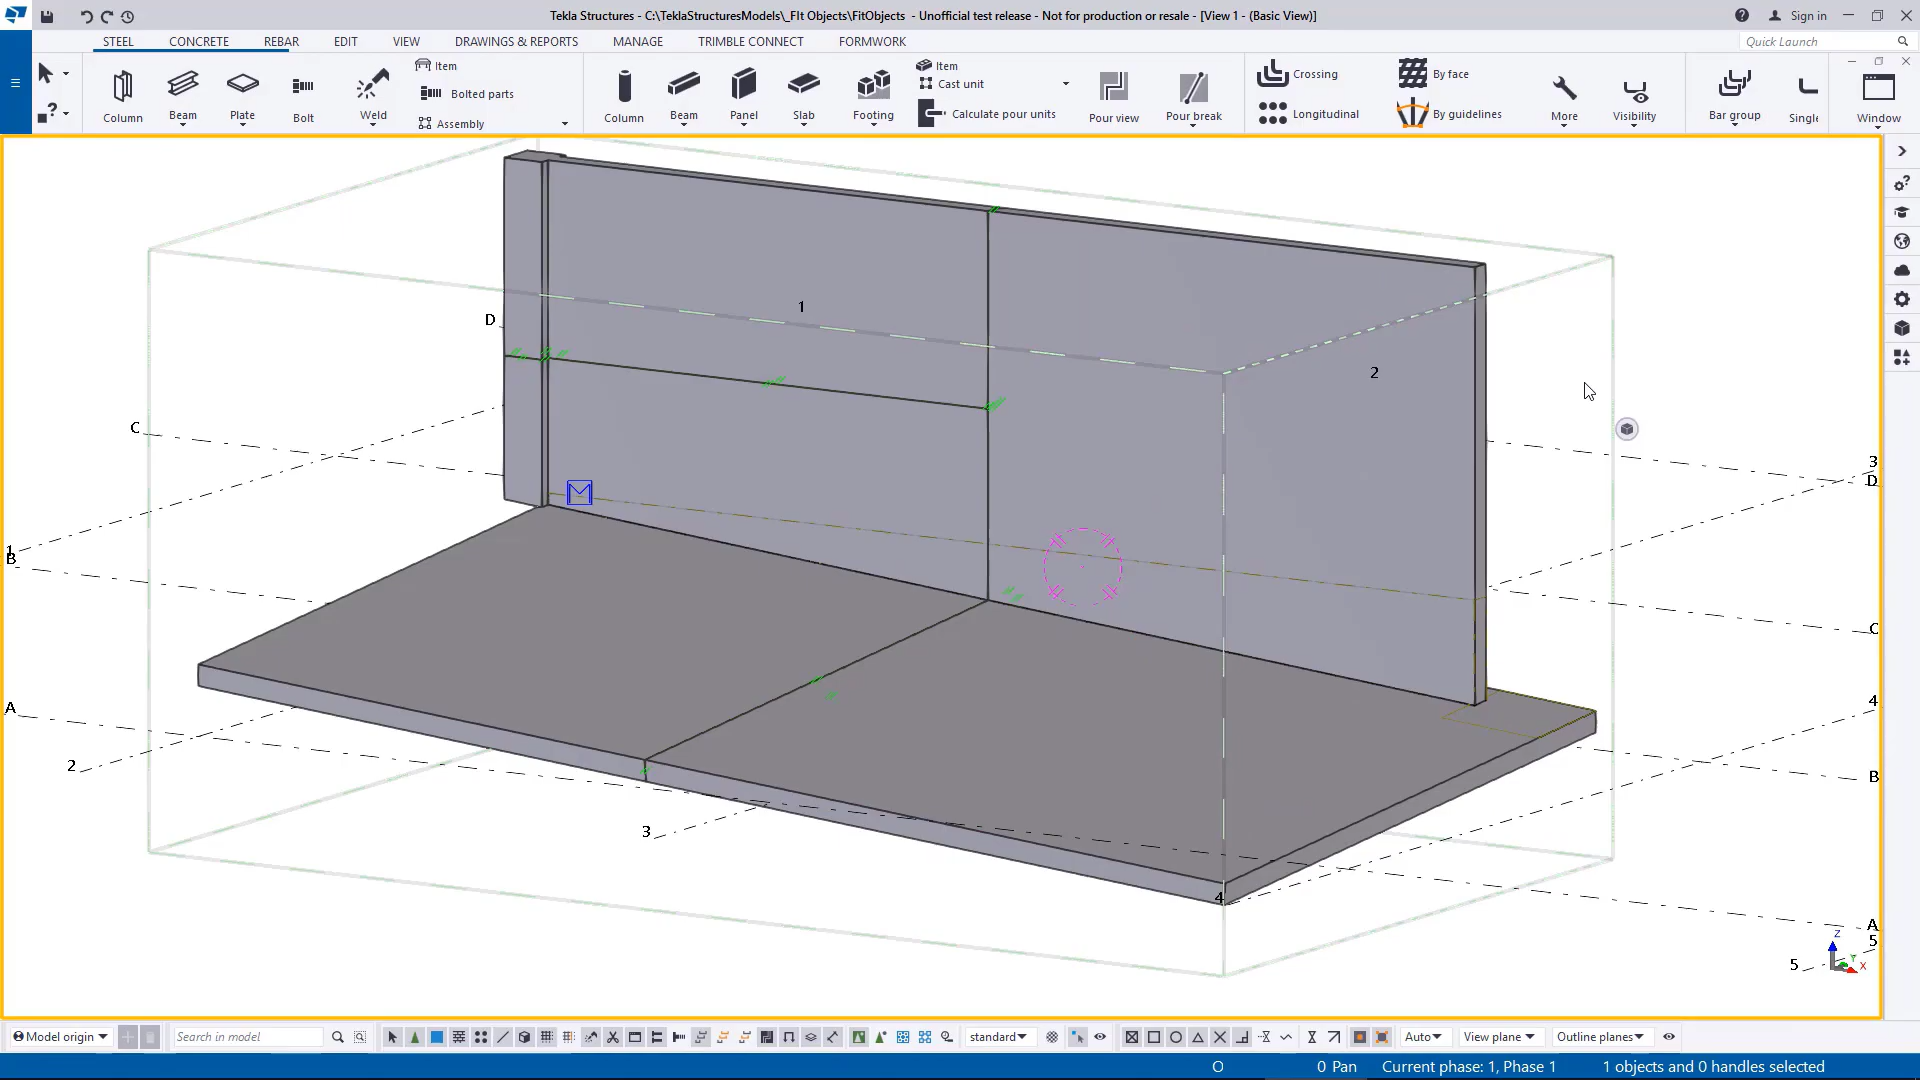 Tekla Structures - C:\TeklaStructuresModels\_FIt Objects\FitObjects - Unofficial test release - Not for production or resale - [View 1 - (Basic View)]
Sign in
STEEL CONCRETE REBAR EDIT VIEW DRAWINGS & REPORTS MANAGE TRIMBLE CONNECT FORMWORK
Quick Launch
Column
Beam
Plate
Bolt
Weld
Item
Bolted parts
Assembly
Column
Beam
Panel
Slab
Footing
Item
Cast unit
Calculate pour units
Pour view
Pour break
Crossing
Longitudinal
By face
By guidelines
More
Visibility
Bar group
Single
Window
1
D
2
C
3
D
1
B
C
4
A
2
B
3
4
A
5
Z
Y
X
5
Model origin
Search in model
standard
Auto
View plane
Outline planes
O 0 Pan Current phase: 1, Phase 1 1 objects and 0 handles selected